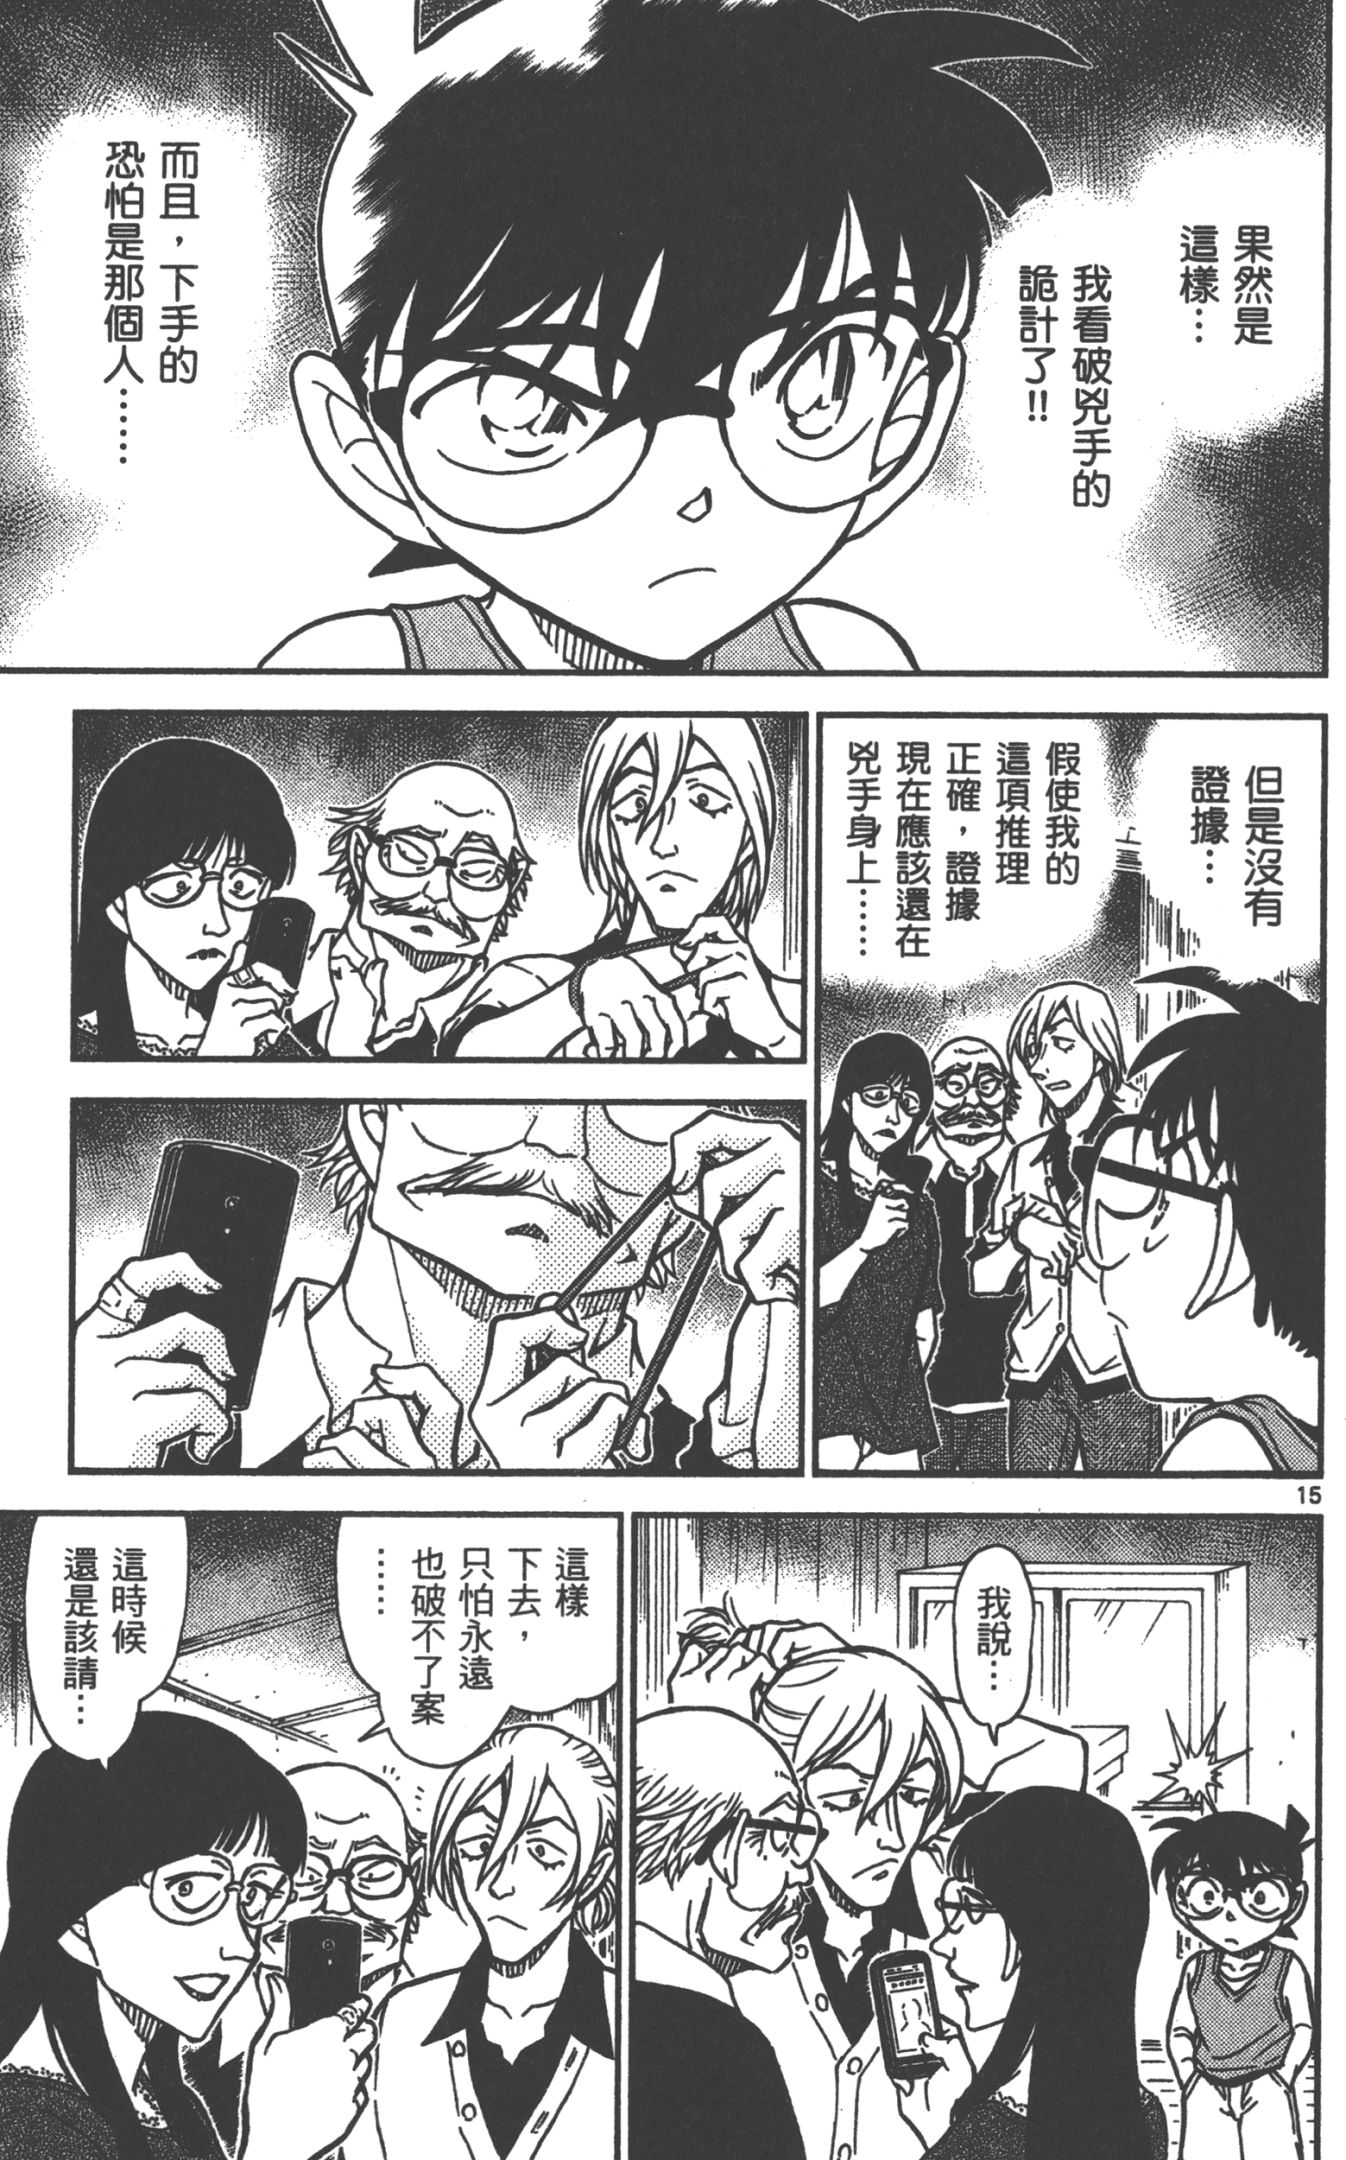 果然是
這樣…
我看破兇手的
詭計了!!
而且，下手的
恐怕是那個人……
但是沒有
證據…
假使我的
這項推理
正確，證據
現在應該還在
兇手身上……
15
我說…
這樣
下去，
只怕永遠
也破不了案
……
這時候
還是該請…